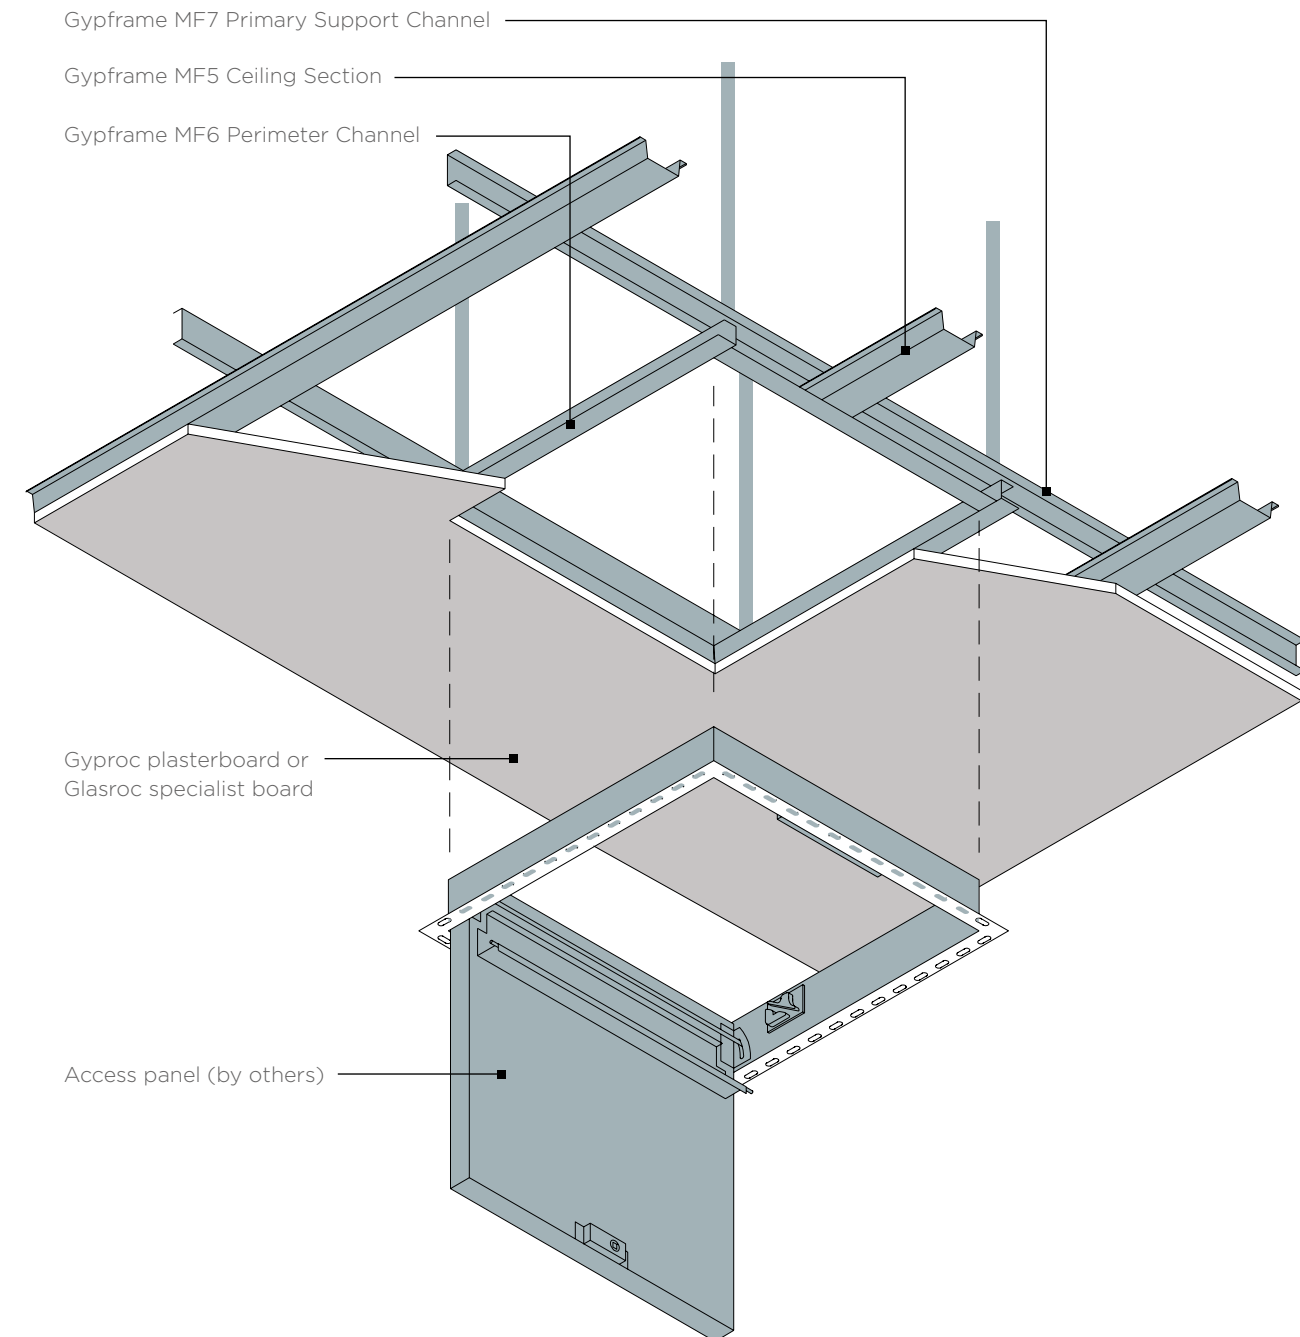 Gypframe MF7 Primary Support Channel
Gypframe MF5 Ceiling Section
Gypframe MF6 Perimeter Channel
Gyproc plasterboard or
Glasroc specialist board
Access panel (by others)